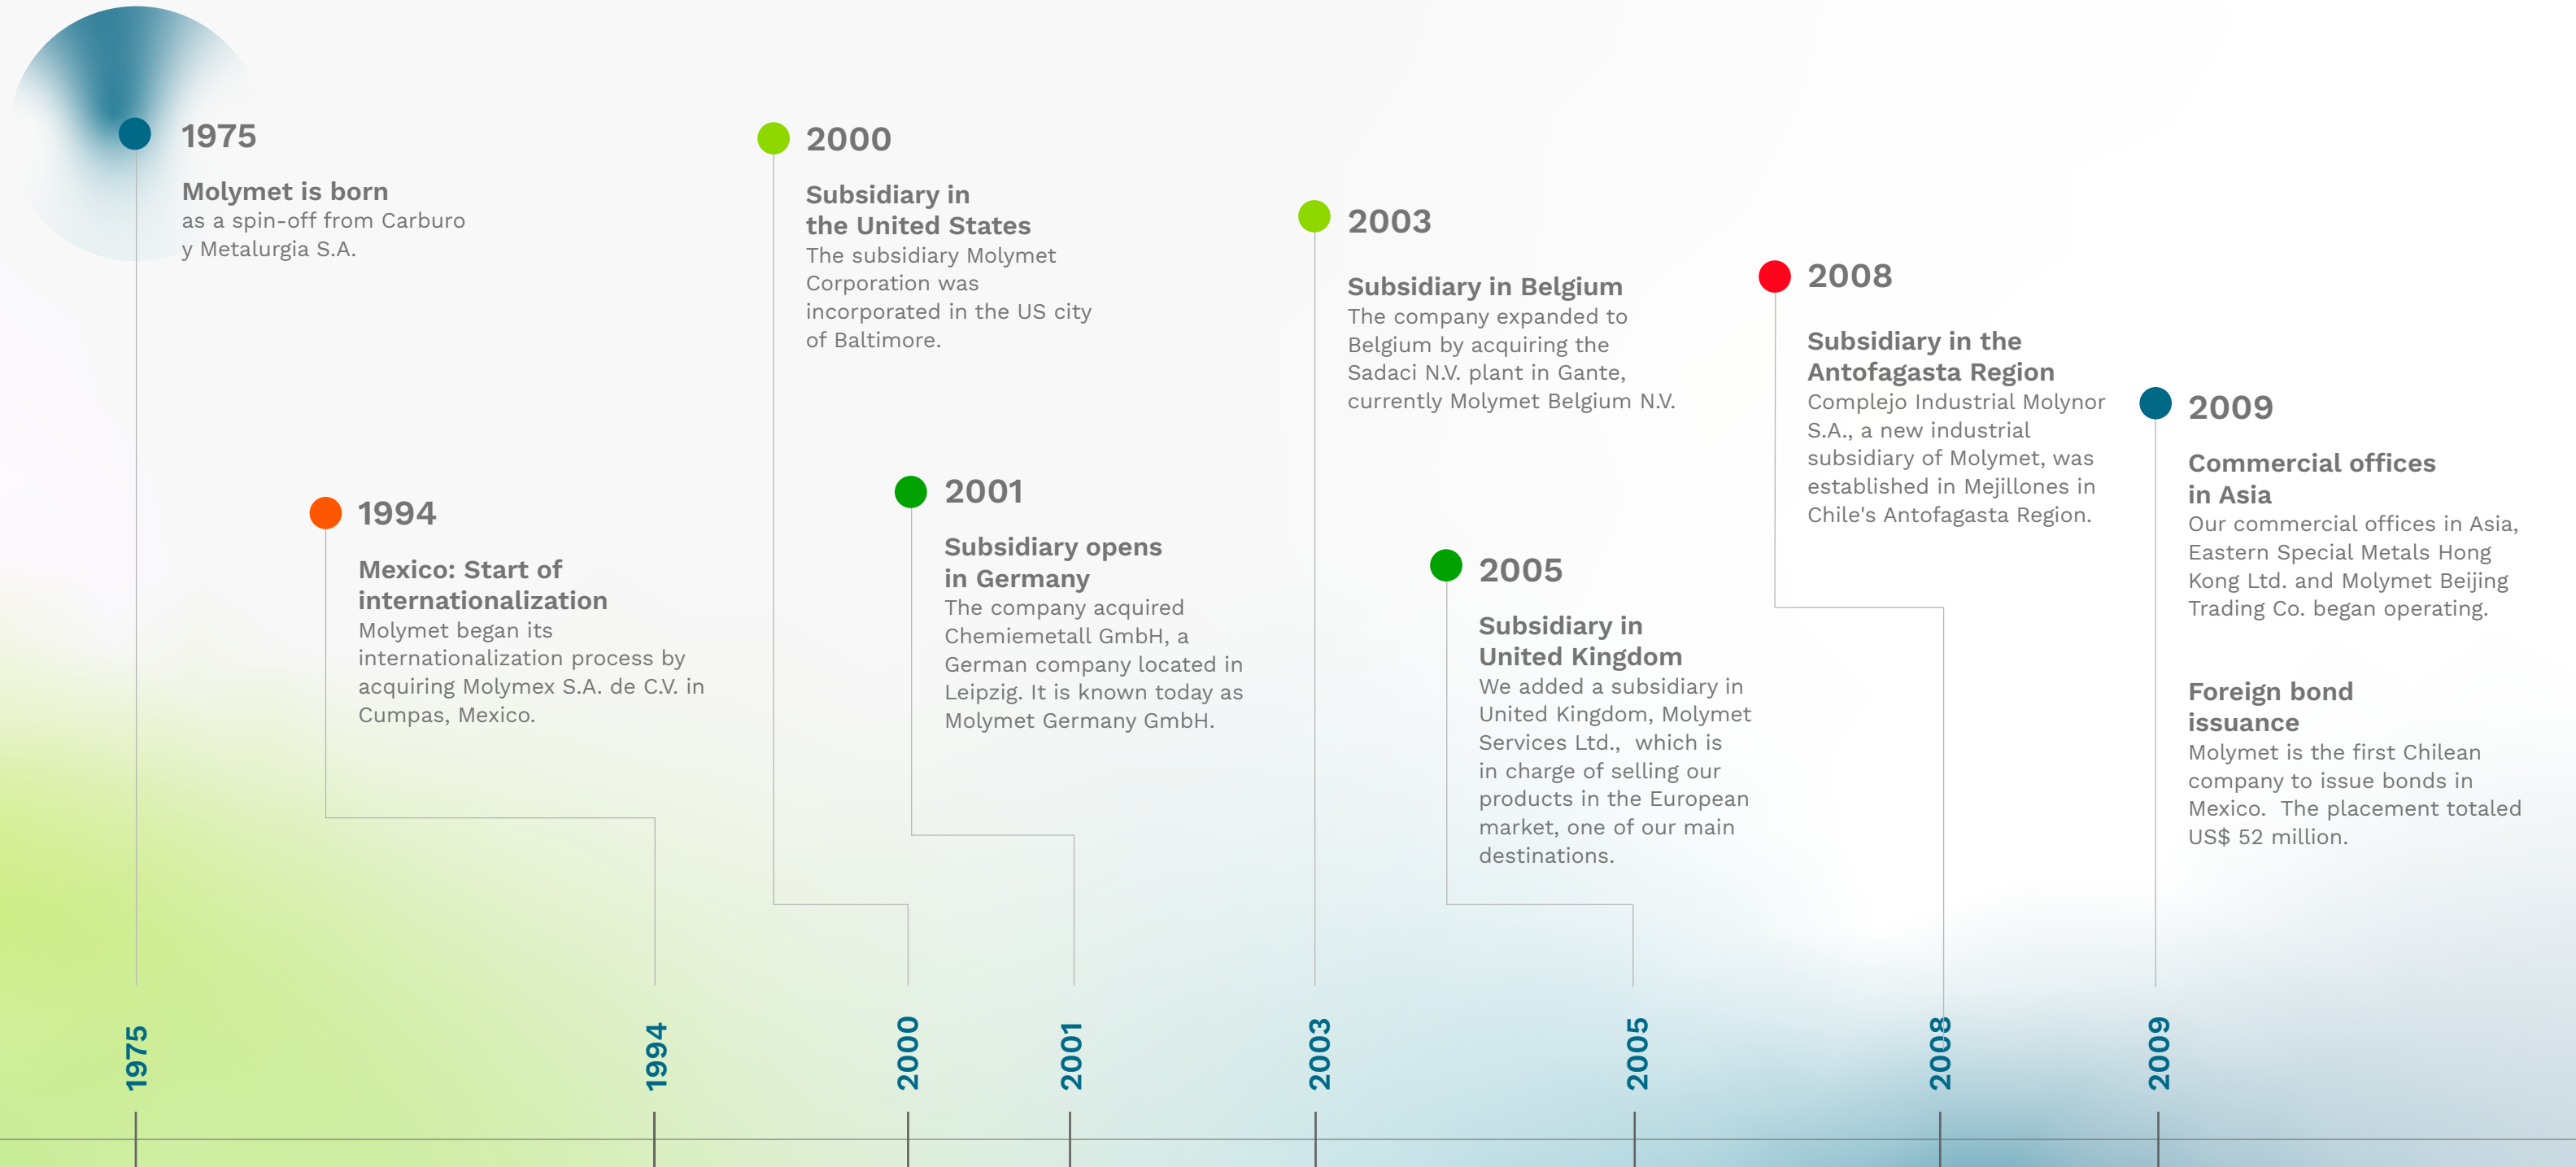 1975
Molymet is born
as a spin-off from Carburo
y Metalurgia S.A.
1994
Mexico: Start of
internationalization
Molymet began its
internationalization process by
acquiring Molymex S.A. de C.V. in
Cumpas, Mexico.
2000
Subsidiary in
the United States
The subsidiary Molymet
Corporation was
incorporated in the US city
of Baltimore.
2001
Subsidiary opens
in Germany
The company acquired
Chemiemetall GmbH, a
German company located in
Leipzig. It is known today as
Molymet Germany GmbH.
2003
Subsidiary in Belgium
The company expanded to
Belgium by acquiring the
Sadaci N.V. plant in Gante,
currently Molymet Belgium N.V.
2005
Subsidiary in
United Kingdom
We added a subsidiary in
United Kingdom, Molymet
Services Ltd.,  which is
in charge of selling our
products in the European
market, one of our main
destinations.
2008
Subsidiary in the
Antofagasta Region
Complejo Industrial Molynor
S.A., a new industrial
subsidiary of Molymet, was
established in Mejillones in
Chile's Antofagasta Region.
2009
Commercial offices
in Asia
Our commercial offices in Asia,
Eastern Special Metals Hong
Kong Ltd. and Molymet Beijing
Trading Co. began operating.
Foreign bond
issuance
Molymet is the first Chilean
company to issue bonds in
Mexico.  The placement totaled
US$ 52 million.
1975
1994
2000
2001
2003
2005
2008
2009